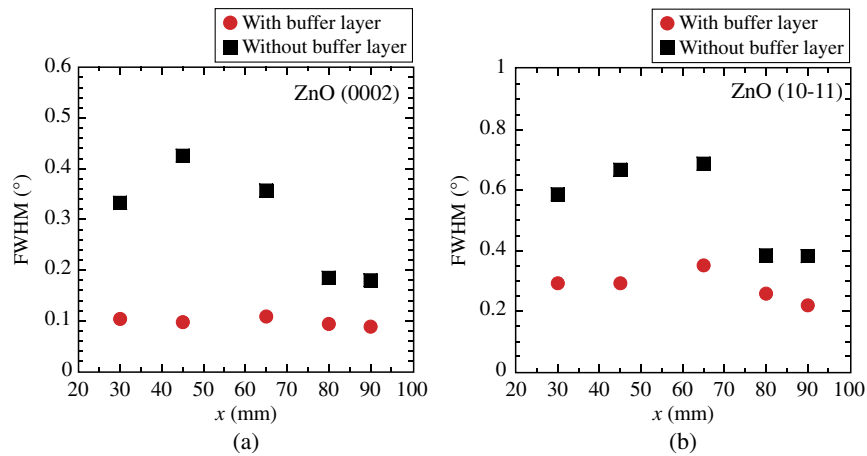 With buffer layer
Without buffer layer
ZnO (0002)
FWHM (°)
0.6
0.5
0.4
0.3
0.2
0.1
0
20 30 40 50 60 70 80 90 100
x (mm)
(a)
With buffer layer
Without buffer layer
ZnO (10-11)
FWHM (°)
1
0.8
0.6
0.4
0.2
0
20 30 40 50 60 70 80 90 100
x (mm)
(b)